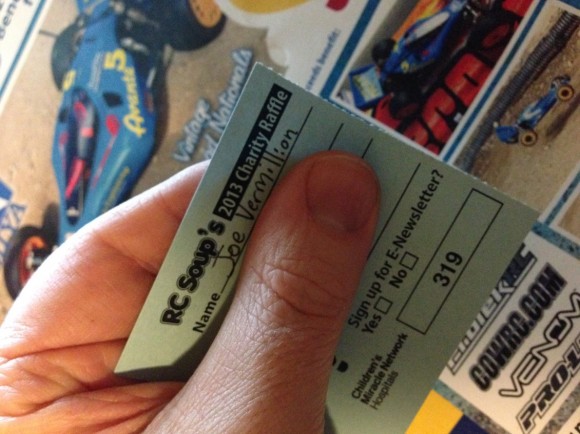 RC Soup's 2013 Charity Raffle
Name Joe Vermillion
Sign up for E-Newsletter?
Yes No
319
Children's
Miracle Network
Hospitals
Avante
5
Vintage
Nationals
benefit:
COWRC.COM
VENOM